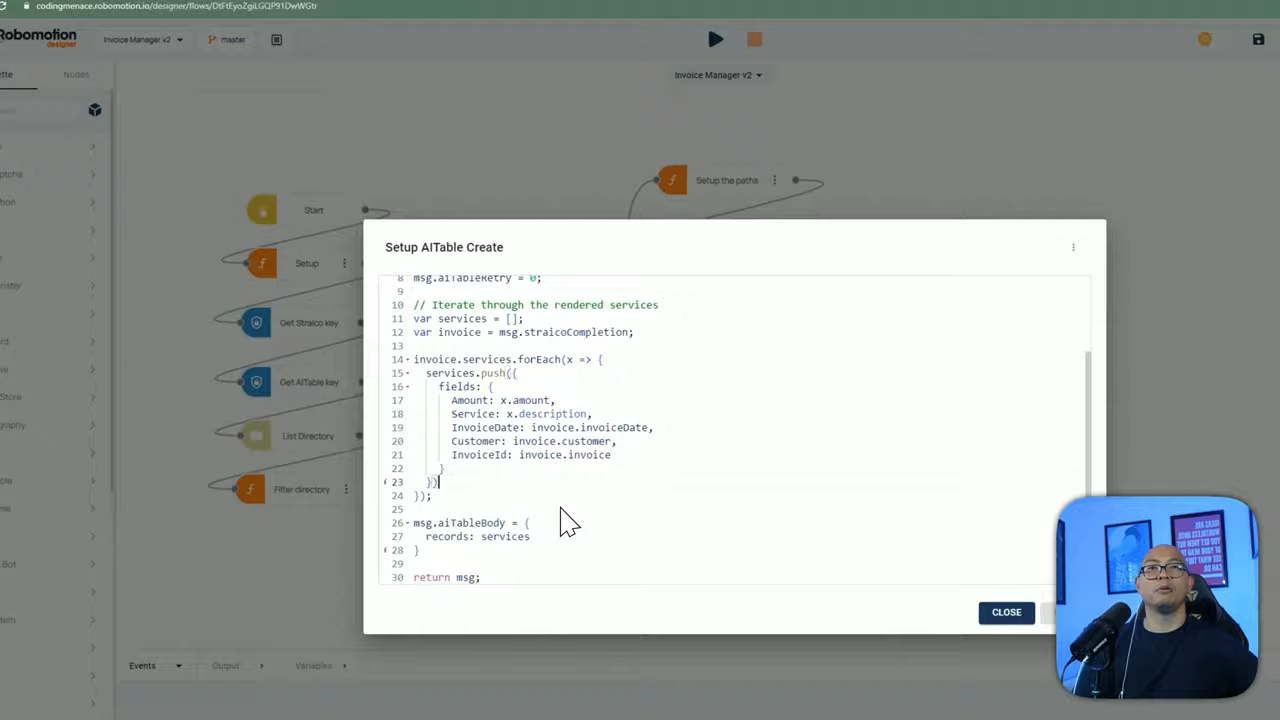 codingmenace.robomotion.io/designer/flows/DtFtEyoZgiLGQP91DwWGtr
Robomotion
designer
Invoice Manager v2
master
Invoice Manager v2
Nodes
Setup the paths
Start
Setup
Get Straico key
Get AITable key
List Directory
Filter directory
Setup AITable Create
8 msg.aiTableRetry = 0;
9
10 // Iterate through the rendered services
11 var services = [];
12 var invoice = msg.straicoCompletion;
13
14 invoice.services.forEach(x => {
15 services.push({
16 fields: {
17 Amount: x.amount,
18 Service: x.description,
19 InvoiceDate: invoice.invoiceDate,
20 Customer: invoice.customer,
21 InvoiceId: invoice.invoice
22 }
23 })
24 });
25
26 msg.aiTableBody = {
27 records: services
28 }
29
30 return msg;
CLOSE
Events
Output
Variables